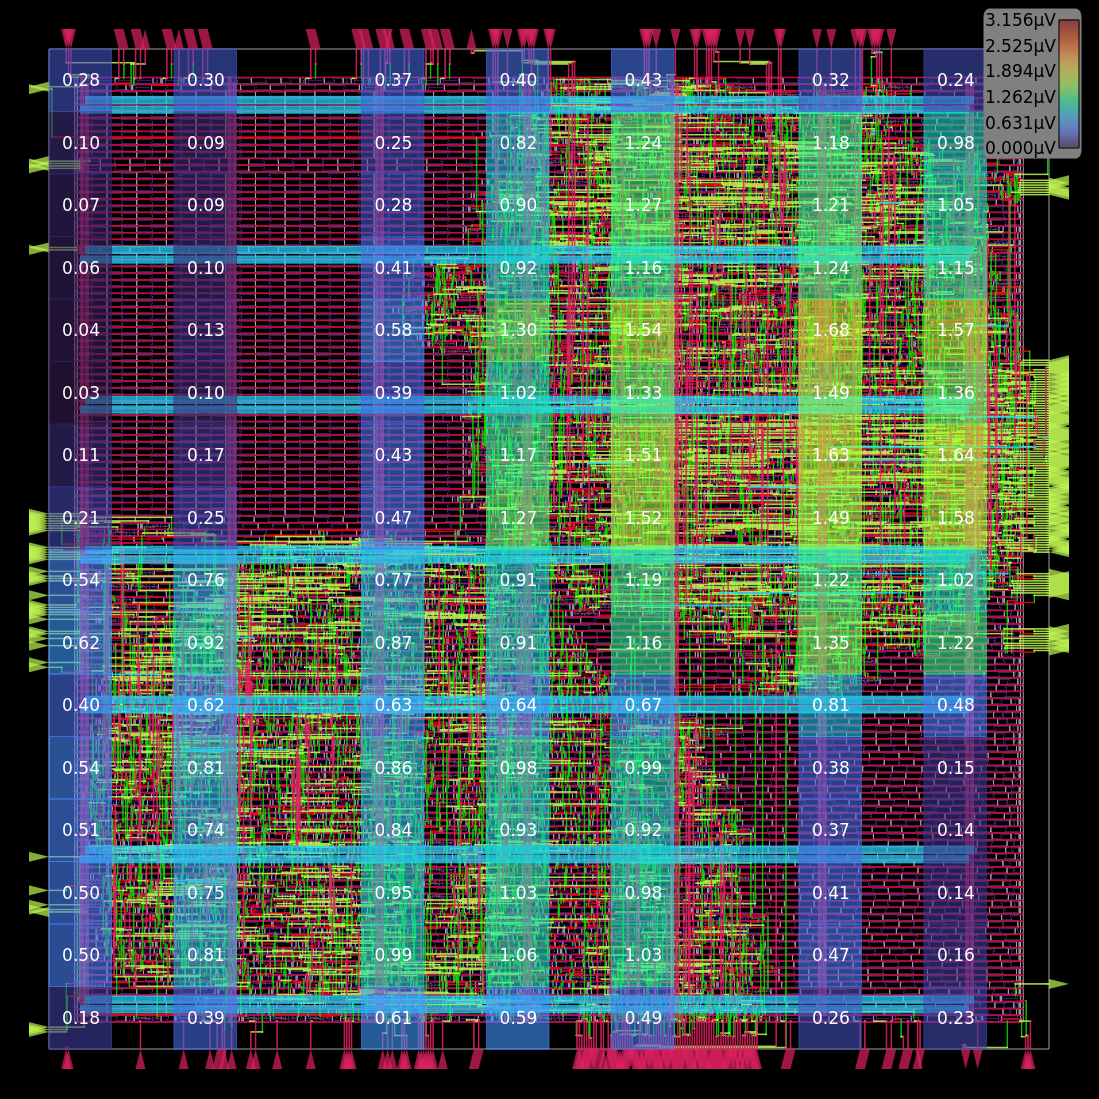 3.156µV
2.525µV
1.894µV
1.262µV
0.631µV
0.000µV
0.28 0.30 0.37 0.40 0.43 0.32 0.24
0.10 0.09 0.25 0.82 1.24 1.18 0.98
0.07 0.09 0.28 0.90 1.27 1.21 1.05
0.06 0.10 0.41 0.92 1.16 1.24 1.15
0.04 0.13 0.58 1.30 1.54 1.68 1.57
0.03 0.10 0.39 1.02 1.33 1.49 1.36
0.11 0.17 0.43 1.17 1.51 1.63 1.64
0.21 0.25 0.47 1.27 1.52 1.49 1.58
0.54 0.76 0.77 0.91 1.19 1.22 1.02
0.62 0.92 0.87 0.91 1.16 1.35 1.22
0.40 0.62 0.63 0.64 0.67 0.81 0.48
0.54 0.81 0.86 0.98 0.99 0.38 0.15
0.51 0.74 0.84 0.93 0.92 0.37 0.14
0.50 0.75 0.95 1.03 0.98 0.41 0.14
0.50 0.81 0.99 1.06 1.03 0.47 0.16
0.18 0.39 0.61 0.59 0.49 0.26 0.23